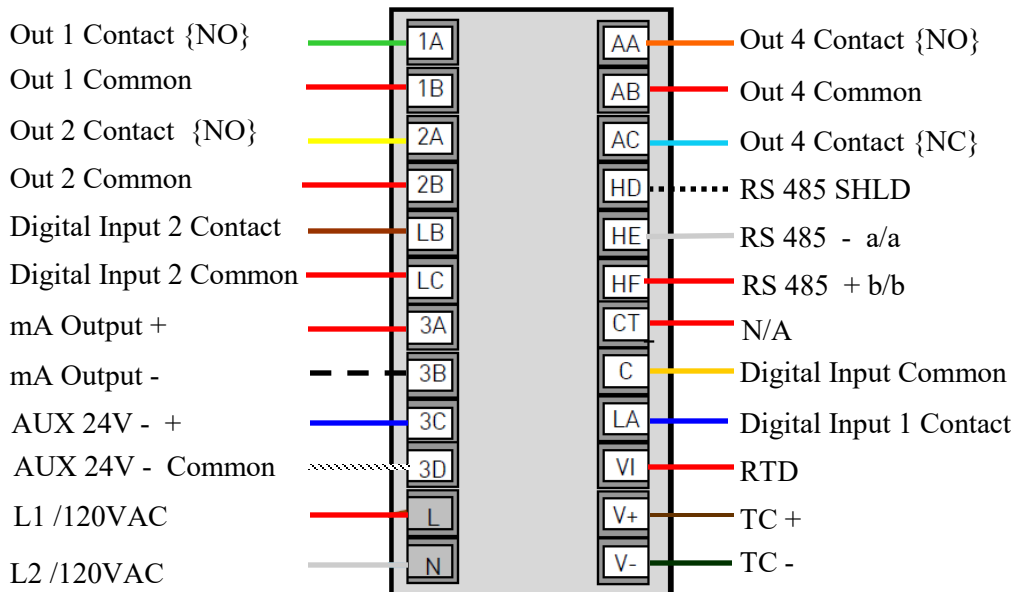 Out 1 Contact {NO}
1A
AA
Out 4 Contact {NO}
Out 1 Common
1B
AB
Out 4 Common
Out 2 Contact {NO}
2A
AC
Out 4 Contact {NC}
Out 2 Common
2B
HD
RS 485 SHLD
Digital Input 2 Contact
LB
HE
RS 485 - a/a
Digital Input 2 Common
LC
HF
RS 485 + b/b
mA Output +
3A
CT
N/A
mA Output -
3B
C
Digital Input Common
AUX 24V - +
3C
LA
Digital Input 1 Contact
AUX 24V - Common
3D
VI
RTD
L1 /120VAC
L
V+
TC +
L2 /120VAC
N
V-
TC -